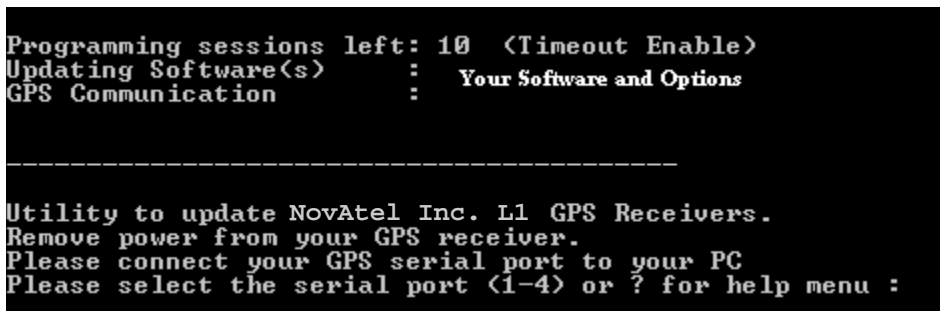 Programming sessions left: 10 (Timeout Enable)
Updating Software(s) : Your Software and Options
GPS Communication :
------------------------------------------
Utility to update NovAtel Inc. L1 GPS Receivers.
Remove power from your GPS receiver.
Please connect your GPS serial port to your PC
Please select the serial port (1-4) or ? for help menu :